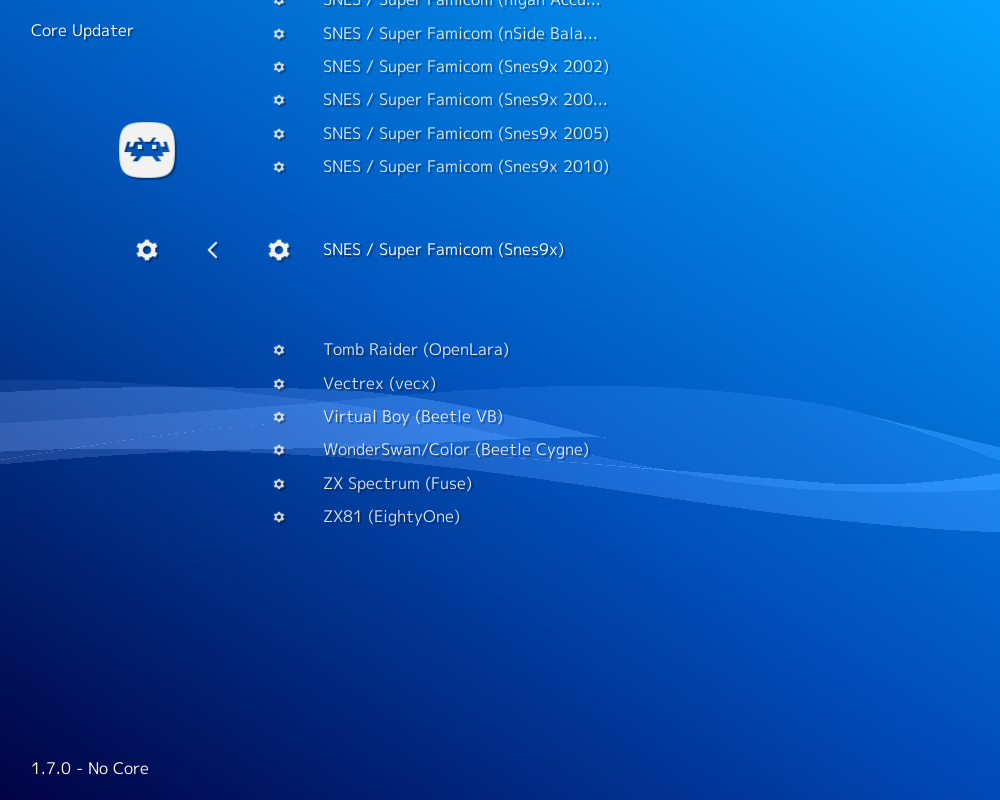 SNES / Super Famicom (higan Accu...
Core Updater
SNES / Super Famicom (nSide Bala...
SNES / Super Famicom (Snes9x 2002)
SNES / Super Famicom (Snes9x 200...
SNES / Super Famicom (Snes9x 2005)
SNES / Super Famicom (Snes9x 2010)
SNES / Super Famicom (Snes9x)
Tomb Raider (OpenLara)
Vectrex (vecx)
Virtual Boy (Beetle VB)
WonderSwan/Color (Beetle Cygne)
ZX Spectrum (Fuse)
ZX81 (EightyOne)
1.7.0 - No Core